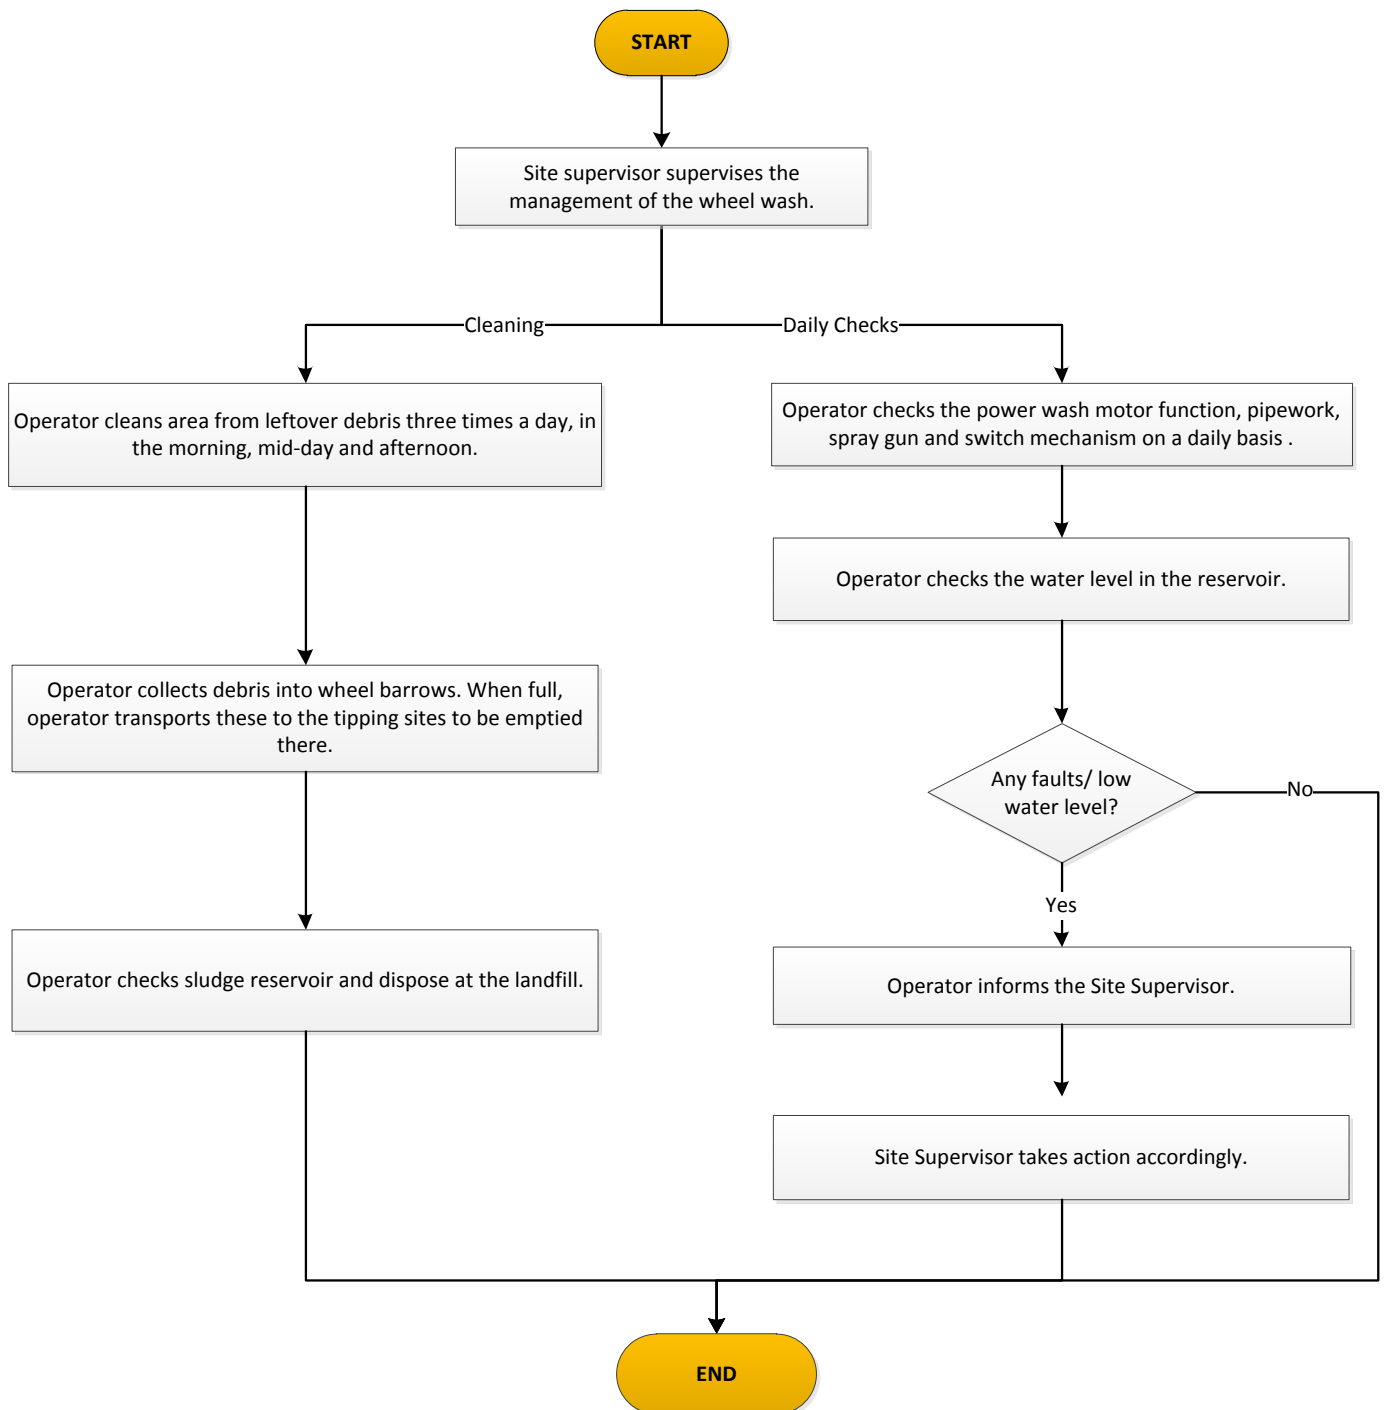 START
Site supervisor supervises the
management of the wheel wash.
Cleaning
Daily Checks
Operator cleans area from leftover debris three times a day, in
the morning, mid-day and afternoon.
Operator checks the power wash motor function, pipework,
spray gun and switch mechanism on a daily basis .
Operator checks the water level in the reservoir.
Operator collects debris into wheel barrows. When full,
operator transports these to the tipping sites to be emptied
there.
Any faults/ low
water level?
No
Yes
Operator checks sludge reservoir and dispose at the landfill.
Operator informs the Site Supervisor.
Site Supervisor takes action accordingly.
END